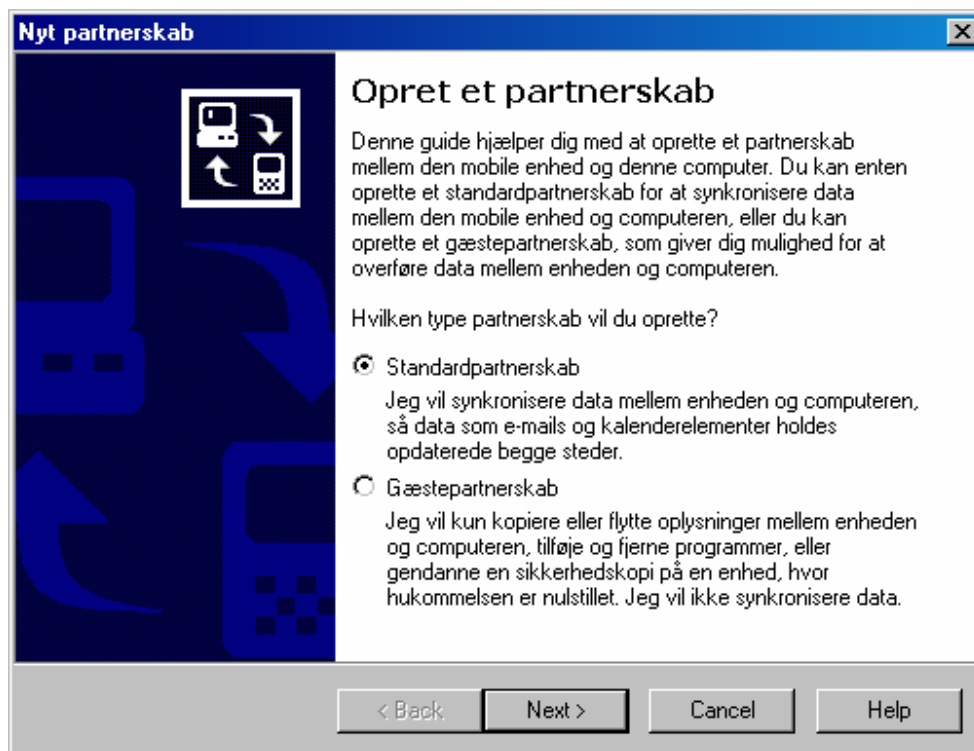 Nyt partnerskab
Opret et partnerskab
Denne guide hjælper dig med at oprette et partnerskab
mellem den mobile enhed og denne computer. Du kan enten
oprette et standardpartnerskab for at synkronisere data
mellem den mobile enhed og computeren, eller du kan
oprette et gæstepartnerskab, som giver dig mulighed for at
overføre data mellem enheden og computeren.
Hvilken type partnerskab vil du oprette?
Standardpartnerskab
Jeg vil synkronisere data mellem enheden og computeren,
så data som e-mails og kalenderelementer holdes
opdaterede begge steder.
Gæstepartnerskab
Jeg vil kun kopiere eller flytte oplysninger mellem enheden
og computeren, tilføje og fjerne programmer, eller
gendanne en sikkerhedskopi på en enhed, hvor
hukommelsen er nulstillet. Jeg vil ikke synkronisere data.
< Back Next > Cancel Help